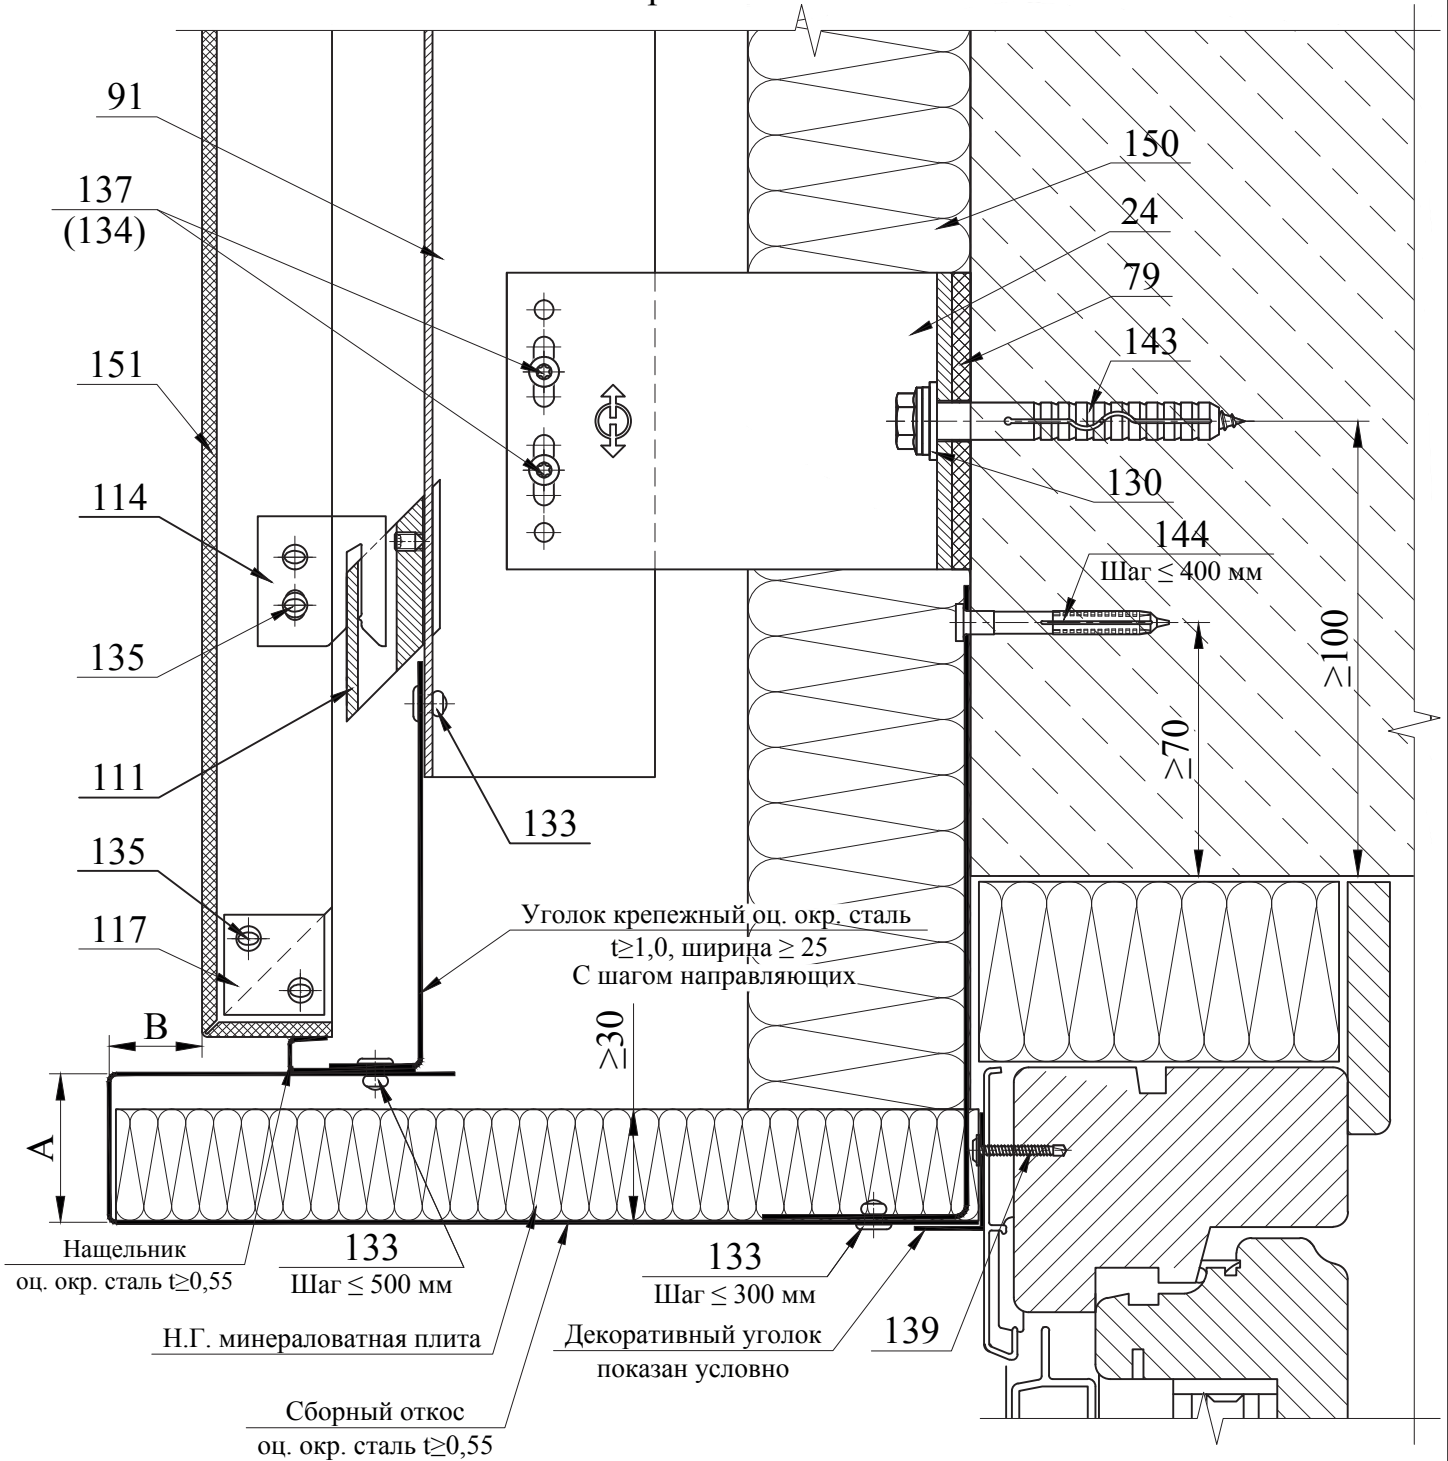 91
137
(134)
151
114
135
111
135
117
150
24
79
143
130
144
Шаг ≤ 400 мм
≥100
≥70
133
Уголок крепежный оц. окр. сталь
t≥1,0, ширина ≥ 25
С шагом направляющих
≥30
В
А
Нащельник
оц. окр. сталь t≥0,55
133
Шаг ≤ 500 мм
133
Шаг ≤ 300 мм
Н.Г. минераловатная плита
Декоративный уголок
показан условно
139
Сборный откос
оц. окр. сталь t≥0,55